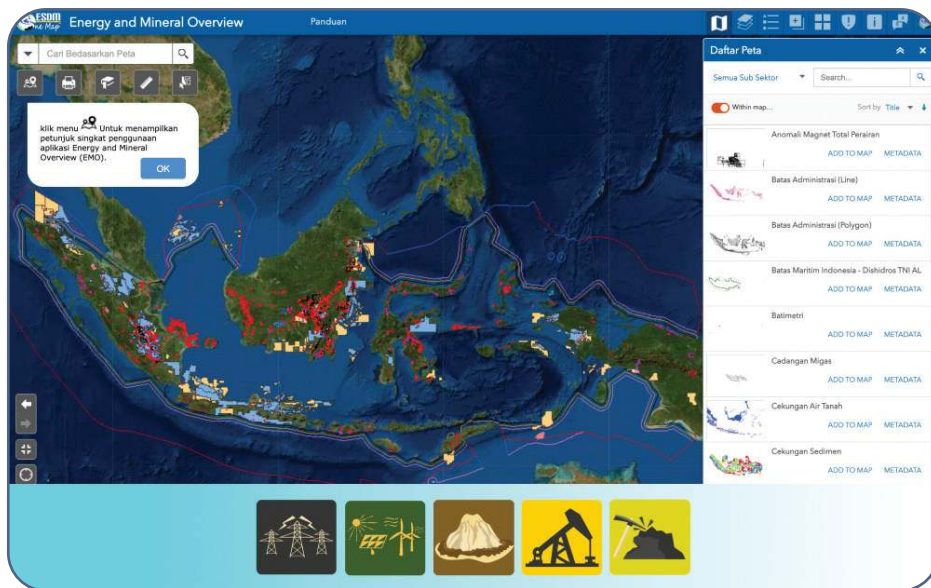 ESDM
One Map
Energy and Mineral Overview
Panduan
Cari Bedasarkan Peta
klik menu Untuk menampilkan
petunjuk singkat penggunaan
aplikasi Energy and Mineral
Overview (EMO).
OK
Daftar Peta
Semua Sub Sektor
Search...
Within map...
Sort by Title
Anomali Magnet Total Perairan
ADD TO MAP METADATA
Batas Administrasi (Line)
ADD TO MAP METADATA
Batas Administrasi (Polygon)
ADD TO MAP METADATA
Batas Maritim Indonesia - Dishidros TNI AL
ADD TO MAP METADATA
Batimetri
ADD TO MAP METADATA
Cadangan Migas
ADD TO MAP METADATA
Cekungan Air Tanah
ADD TO MAP METADATA
Cekungan Sedimen
ADD TO MAP METADATA